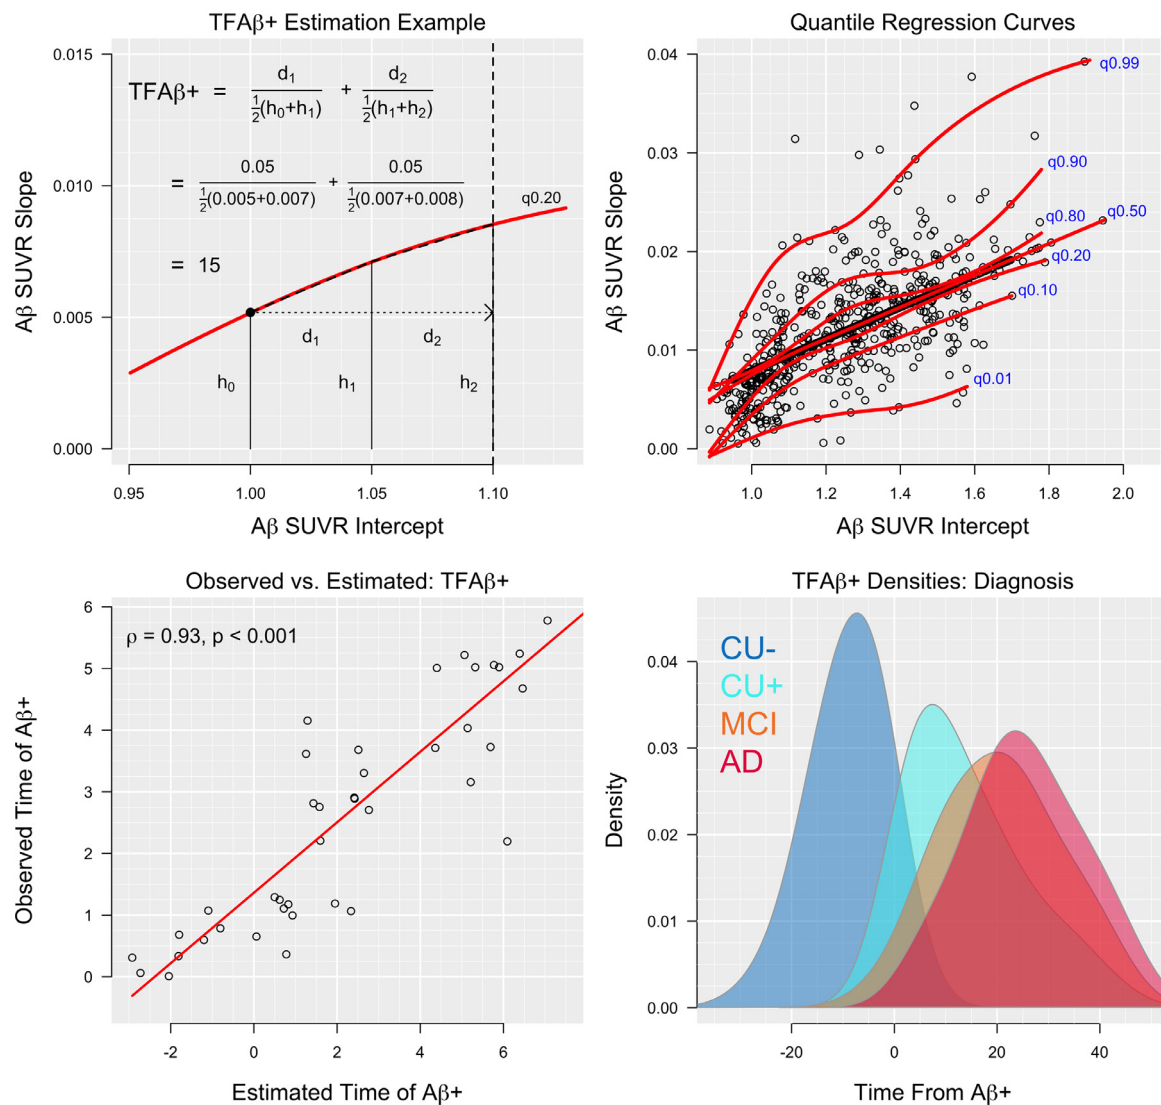 TFAβ+ Estimation Example
TFAβ+ = d₁ / ½(h₀+h₁) + d₂ / ½(h₁+h₂)
= 0.05 / ½(0.005+0.007) + 0.05 / ½(0.007+0.008)
= 15
q0.20
d₁ d₂
h₀ h₁ h₂
Aβ SUVR Slope
0.015
0.010
0.005
0.000
0.95 1.00 1.05 1.10
Aβ SUVR Intercept
Quantile Regression Curves
Aβ SUVR Slope
0.04
0.03
0.02
0.01
0.00
q0.99
q0.90
q0.80
q0.50
q0.20
q0.10
q0.01
1.0 1.2 1.4 1.6 1.8 2.0
Aβ SUVR Intercept
Observed vs. Estimated: TFAβ+
ρ = 0.93, p < 0.001
Observed Time of Aβ+
6
5
4
3
2
1
0
-2 0 2 4 6
Estimated Time of Aβ+
TFAβ+ Densities: Diagnosis
CU-
CU+
MCI
AD
Density
0.04
0.03
0.02
0.01
0.00
-20 0 20 40
Time From Aβ+